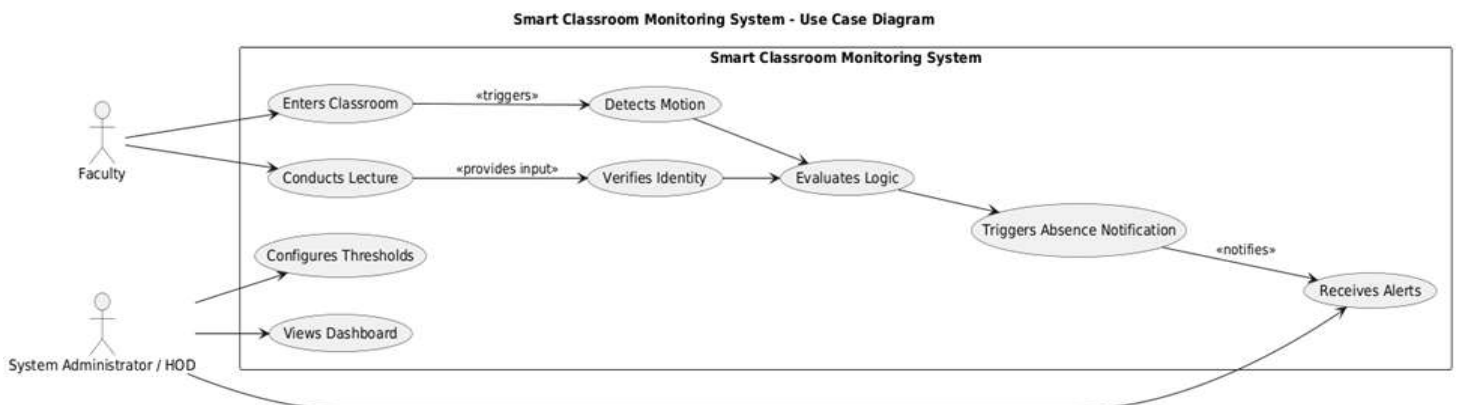 Smart Classroom Monitoring System - Use Case Diagram
Smart Classroom Monitoring System
Enters Classroom
«triggers»
Detects Motion
Faculty
Conducts Lecture
«provides input»
Verifies Identity
Evaluates Logic
Triggers Absence Notification
«notifies»
Receives Alerts
Configures Thresholds
Views Dashboard
System Administrator / HOD